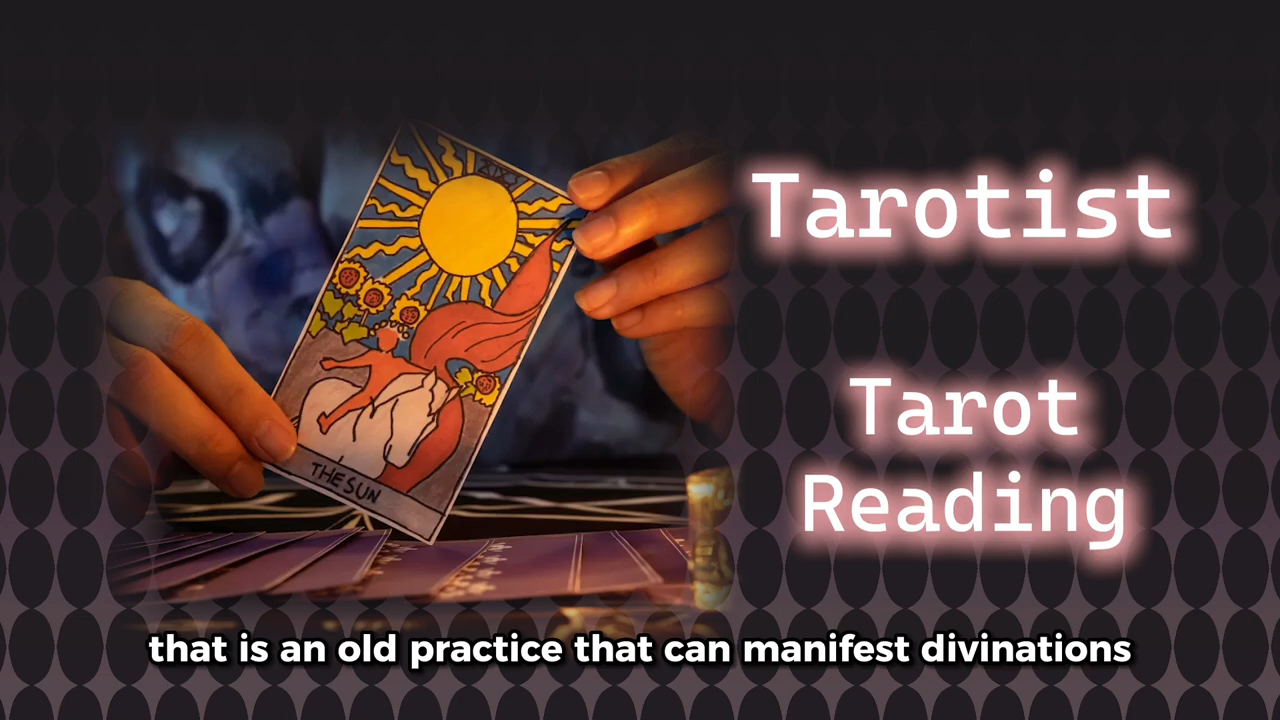 Tarotist
Tarot
Reading
THE SUN
that is an old practice that can manifest divinations